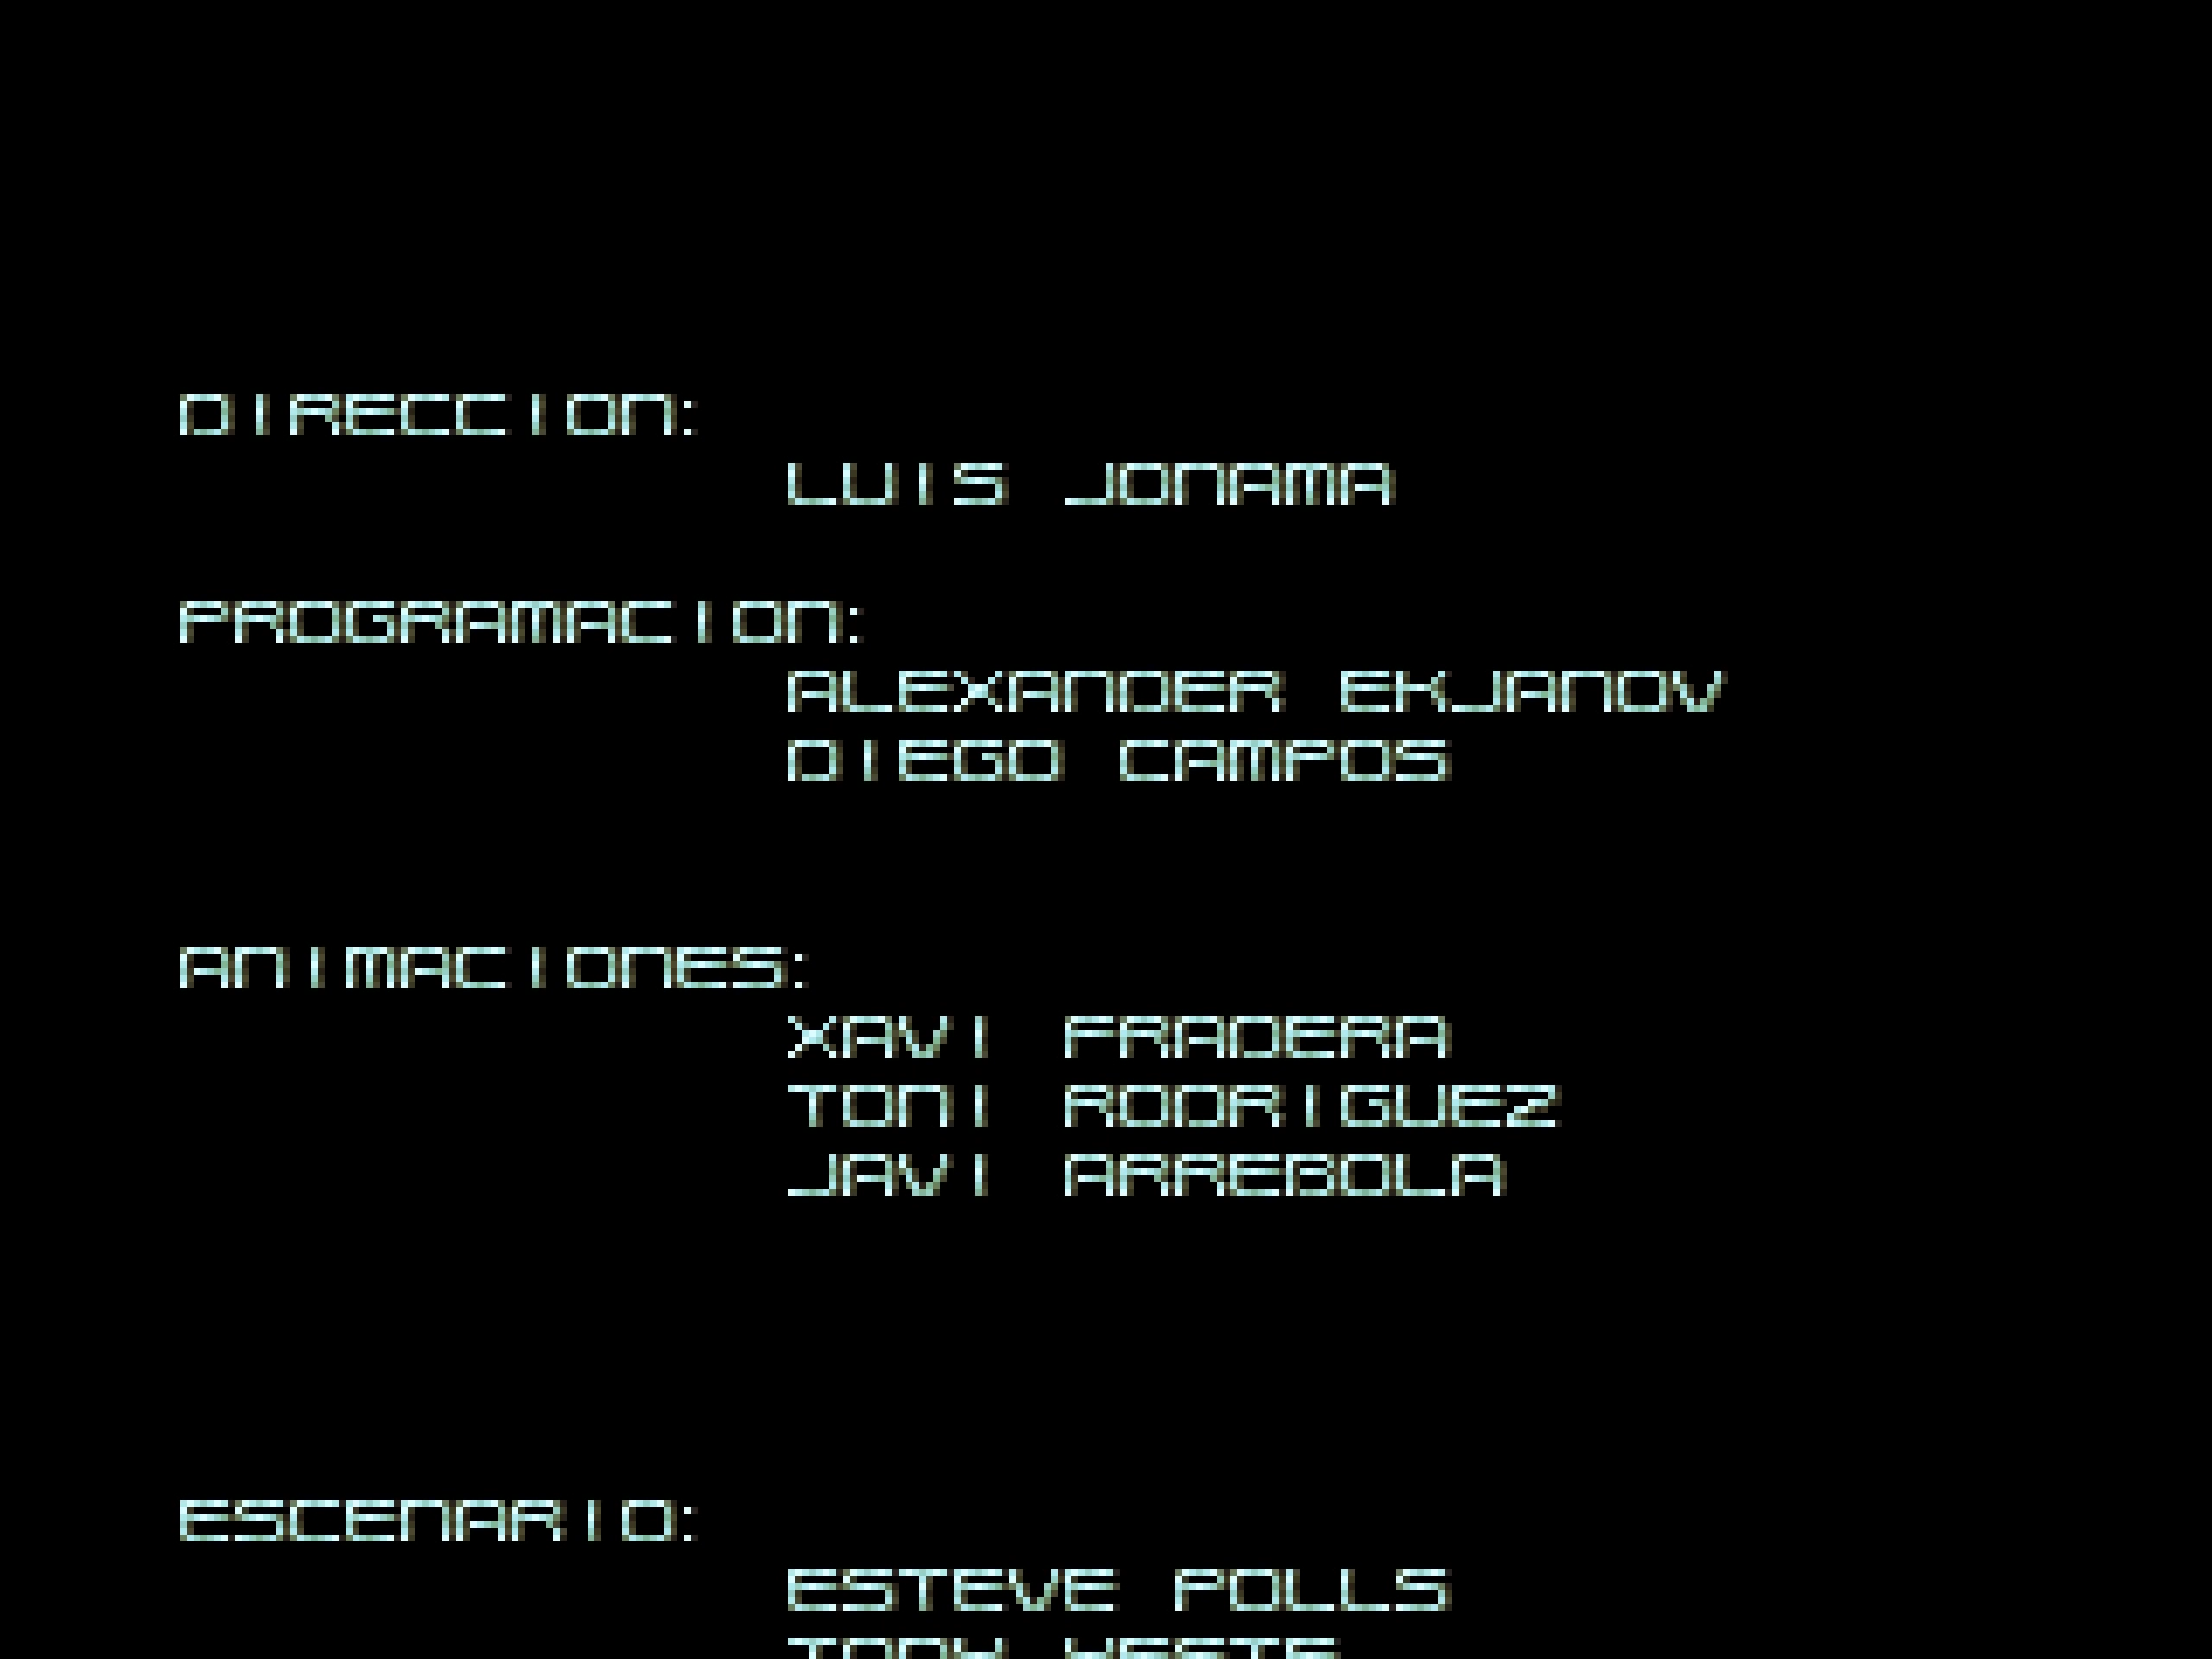 DIRECCION:
LUIS JONAMA
PROGRAMACION:
ALEXANDER EKJANOV
DIEGO CAMPOS
ANIMACIONES:
XAVI FRADERA
TONI RODRIGUEZ
JAVI ARREBOLA
ESCENARIO:
ESTEVE POLLS